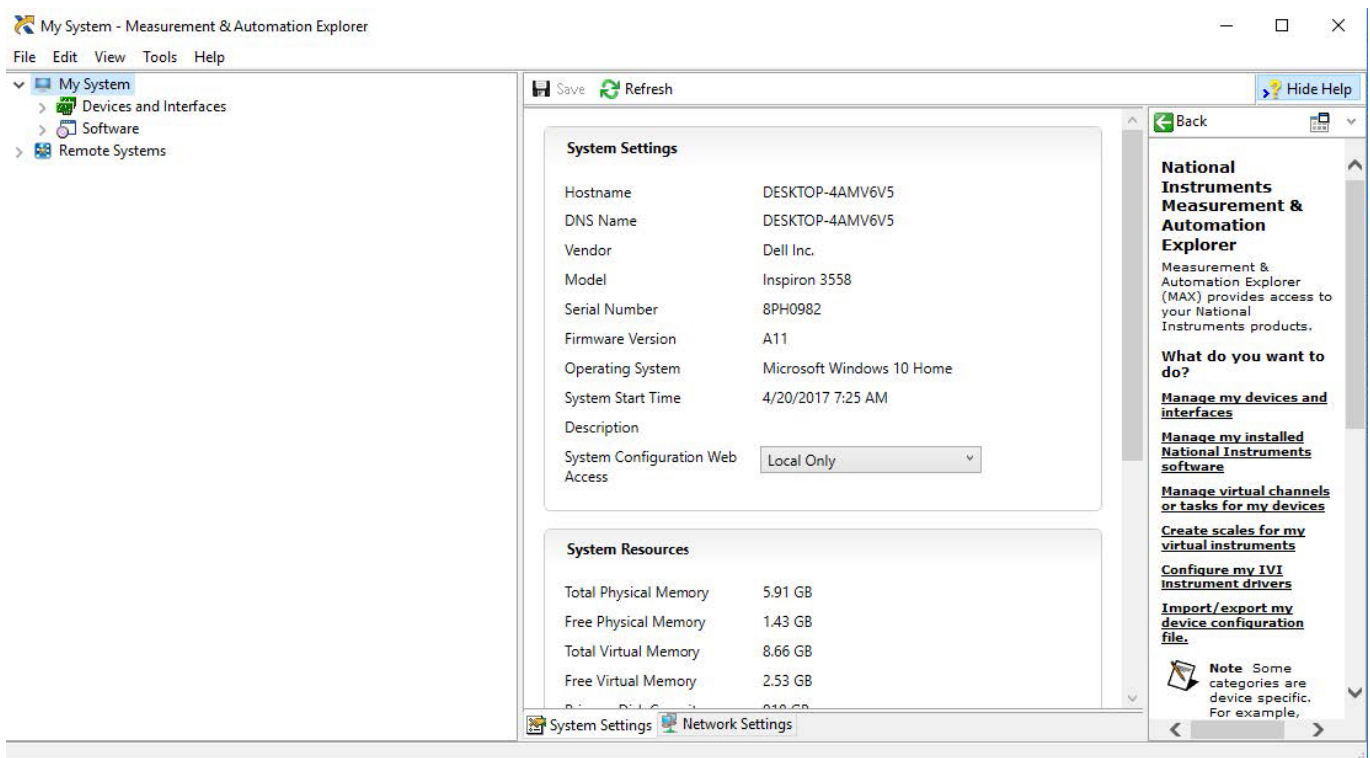 My System - Measurement & Automation Explorer
File Edit View Tools Help
My System
Devices and Interfaces
Software
Remote Systems
Save Refresh
Hide Help
System Settings
Hostname DESKTOP-4AMV6V5
DNS Name DESKTOP-4AMV6V5
Vendor Dell Inc.
Model Inspiron 3558
Serial Number 8PH0982
Firmware Version A11
Operating System Microsoft Windows 10 Home
System Start Time 4/20/2017 7:25 AM
Description
System Configuration Web
Access
Local Only
System Resources
Total Physical Memory 5.91 GB
Free Physical Memory 1.43 GB
Total Virtual Memory 8.66 GB
Free Virtual Memory 2.53 GB
System Settings Network Settings
Back
National
Instruments
Measurement &
Automation
Explorer
Measurement &
Automation Explorer
(MAX) provides access to
your National
Instruments products.
What do you want to
do?
Manage my devices and
interfaces
Manage my installed
National Instruments
software
Manage virtual channels
or tasks for my devices
Create scales for my
virtual instruments
Configure my IVI
Instrument drivers
Import/export my
device configuration
file.
Note Some
categories are
device specific.
For example,